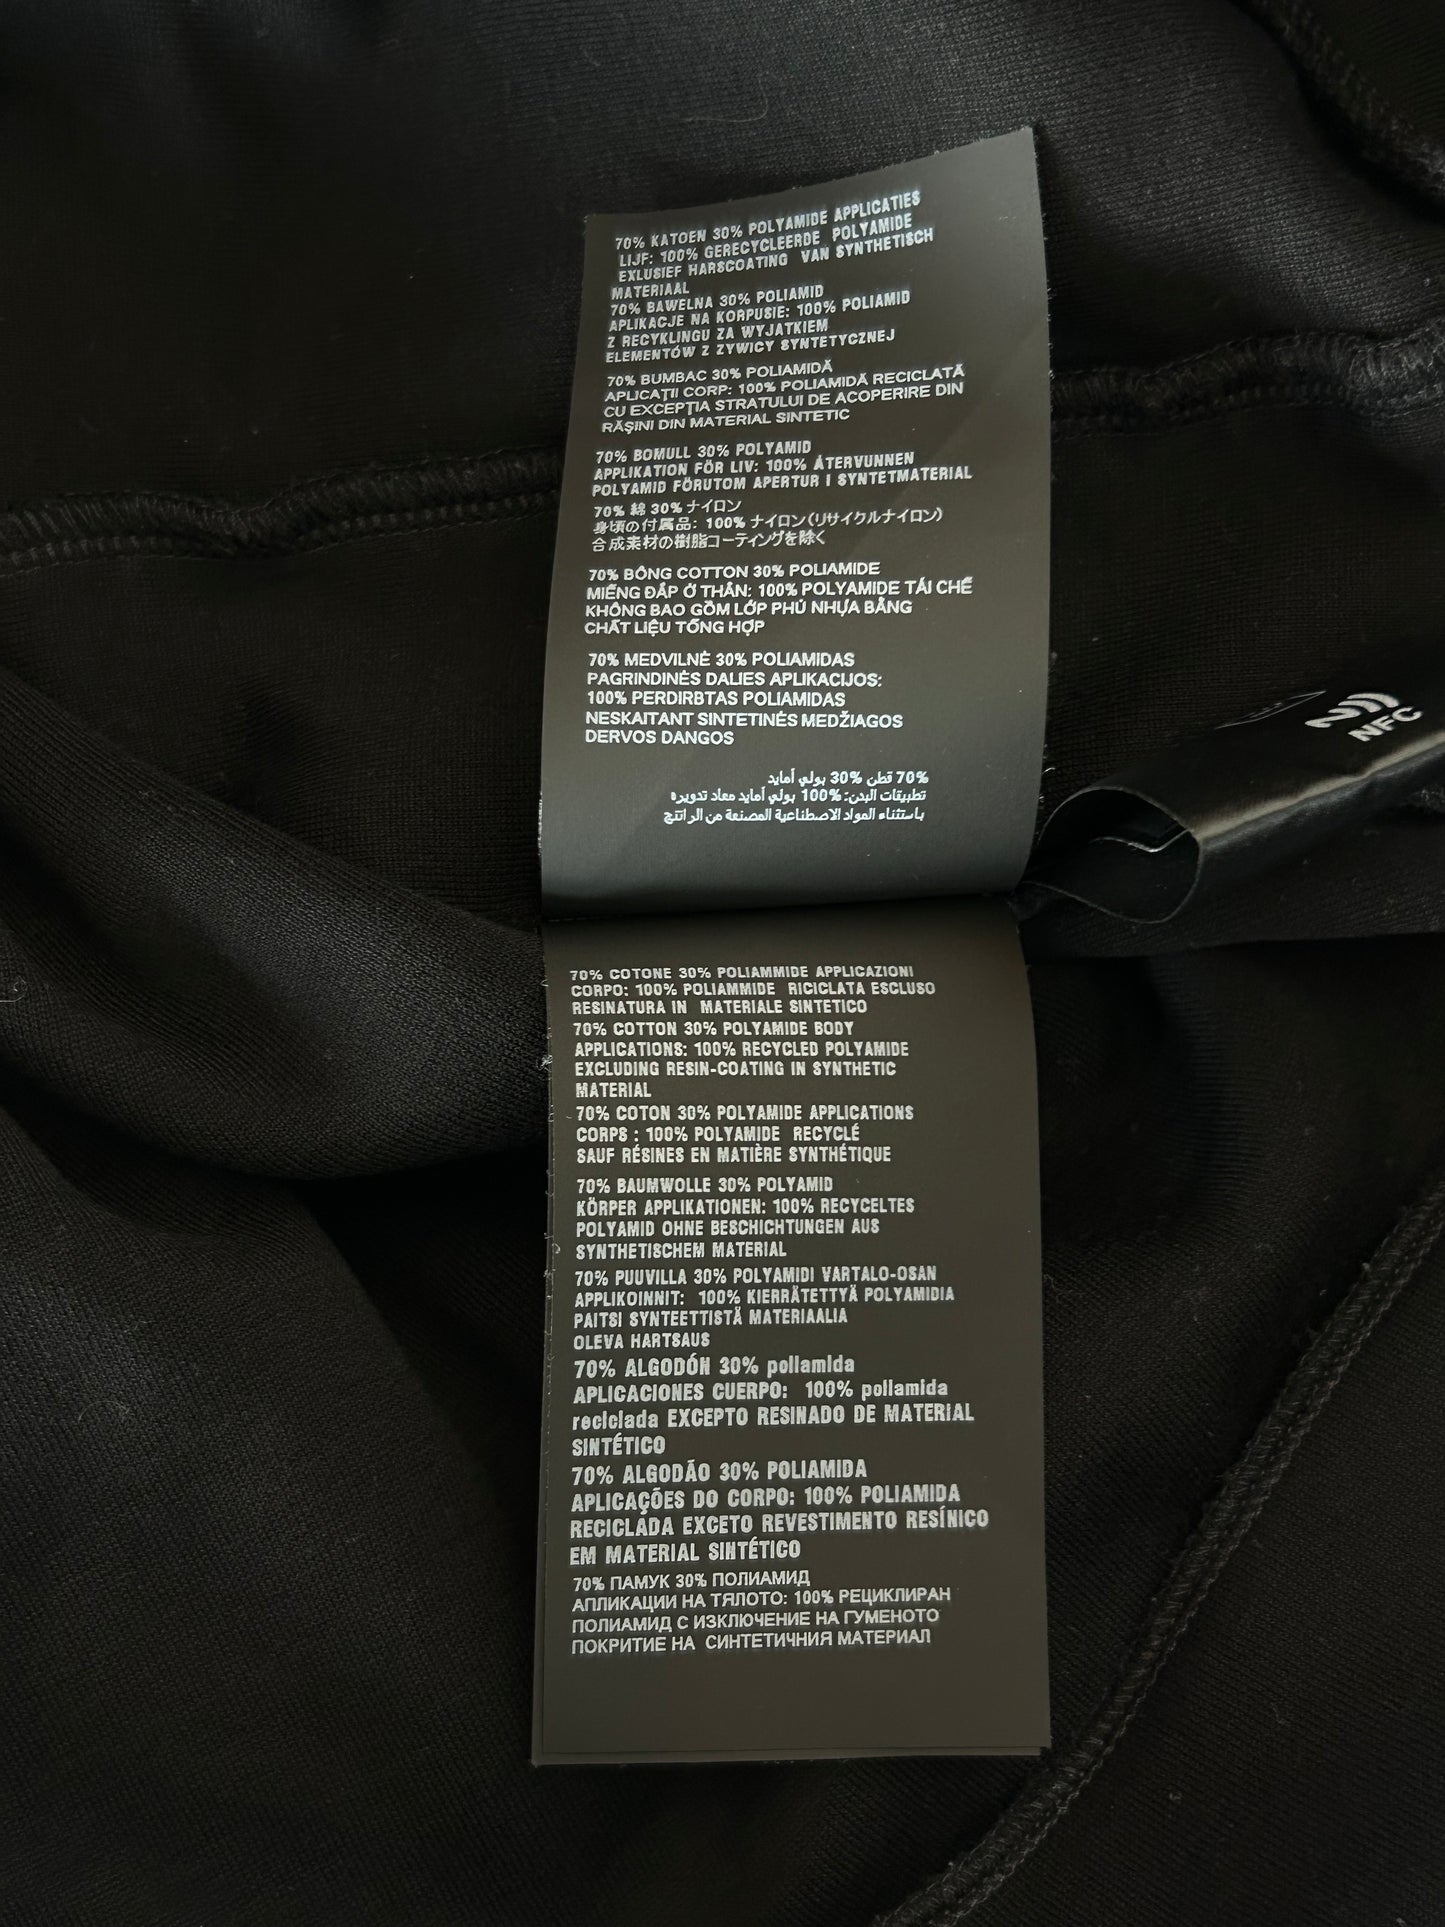 70% KATOEN 30% POLYAMIDE APPLICATIES
LIJF: 100% GERECYCLEERDE POLYAMIDE
EXLUSIEF HARSCOATING VAN SYNTHETISCH
MATERIAAL
70% BAWELNA 30% POLIAMID
APLIKACJE NA KORPUSIE: 100% POLIAMID
Z RECYKLINGU ZA WYJATKIEM
ELEMENTÓW Z ZYWICY SYNTETYCZNEJ
70% BUMBAC 30% POLIAMIDĂ
APLICAȚII CORP: 100% POLIAMIDĂ RECICLATĂ
CU EXCEPȚIA STRATULUI DE ACOPERIRE DIN
RĂȘINI DIN MATERIAL SINTETIC
70% BOMULL 30% POLYAMID
APPLIKATION FÖR LIV: 100% ÅTERVUNNEN
POLYAMID FÖRUTOM APERTUR I SYNTETMATERIAL
70% 綿 30% ナイロン
身頃の付属品: 100% ナイロン(リサイクルナイロン)
合成素材の樹脂コーティングを除く
70% BÔNG COTTON 30% POLIAMIDE
MIẾNG ĐẮP Ở THÂN: 100% POLYAMIDE TÁI CHẾ
KHÔNG BAO GỒM LỚP PHỦ NHỰA BẰNG
CHẤT LIỆU TỔNG HỢP
70% MEDVILNĖ 30% POLIAMIDAS
PAGRINDINĖS DALIES APLIKACIJOS:
100% PERDIRBTAS POLIAMIDAS
NESKAITANT SINTETINĖS MEDŽIAGOS
DERVOS DANGOS
70% قطن 30% بولي أمايد
تطبيقات البدن: 100% بولي أمايد معاد تدويره
باستثناء المواد الاصطناعية المصنعة من الراتنج
NFC
70% COTONE 30% POLIAMMIDE APPLICAZIONI
CORPO: 100% POLIAMMIDE RICICLATA ESCLUSO
RESINATURA IN MATERIALE SINTETICO
70% COTTON 30% POLYAMIDE BODY
APPLICATIONS: 100% RECYCLED POLYAMIDE
EXCLUDING RESIN-COATING IN SYNTHETIC
MATERIAL
70% COTON 30% POLYAMIDE APPLICATIONS
CORPS : 100% POLYAMIDE RECYCLÉ
SAUF RÉSINES EN MATIÈRE SYNTHÉTIQUE
70% BAUMWOLLE 30% POLYAMID
KÖRPER APPLIKATIONEN: 100% RECYCELTES
POLYAMID OHNE BESCHICHTUNGEN AUS
SYNTHETISCHEM MATERIAL
70% PUUVILLA 30% POLYAMIDI VARTALO-OSAN
APPLIKOINNIT: 100% KIERRÄTETTYÄ POLYAMIDIA
PAITSI SYNTEETTISTÄ MATERIAALIA
OLEVA HARTSAUS
70% ALGODÓN 30% poliamida
APLICACIONES CUERPO: 100% poliamida
reciclada EXCEPTO RESINADO DE MATERIAL
SINTÉTICO
70% ALGODÃO 30% POLIAMIDA
APLICAÇÕES DO CORPO: 100% POLIAMIDA
RECICLADA EXCETO REVESTIMENTO RESÍNICO
EM MATERIAL SINTÉTICO
70% ПАМУК 30% ПОЛИАМИД
АПЛИКАЦИИ НА ТЯЛОТО: 100% РЕЦИКЛИРАН
ПОЛИАМИД С ИЗКЛЮЧЕНИЕ НА ГУМЕНОТО
ПОКРИТИЕ НА СИНТЕТИЧНИЯ МАТЕРИАЛ